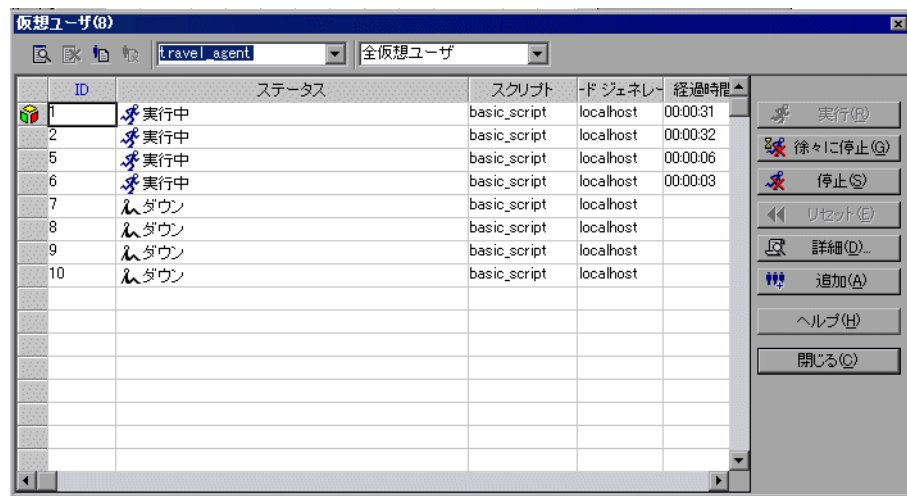 仮想ユーザ(8)
travel_agent 全仮想ユーザ
ID ステータス スクリプト ード ジェネレー 経過時間
1 実行中 basic_script localhost 00:00:31
2 実行中 basic_script localhost 00:00:32
5 実行中 basic_script localhost 00:00:06
6 実行中 basic_script localhost 00:00:03
7 ダウン basic_script localhost
8 ダウン basic_script localhost
9 ダウン basic_script localhost
10 ダウン basic_script localhost
実行(R)
徐々に停止(G)
停止(S)
リセット(E)
詳細(D)...
追加(A)
ヘルプ(H)
閉じる(C)